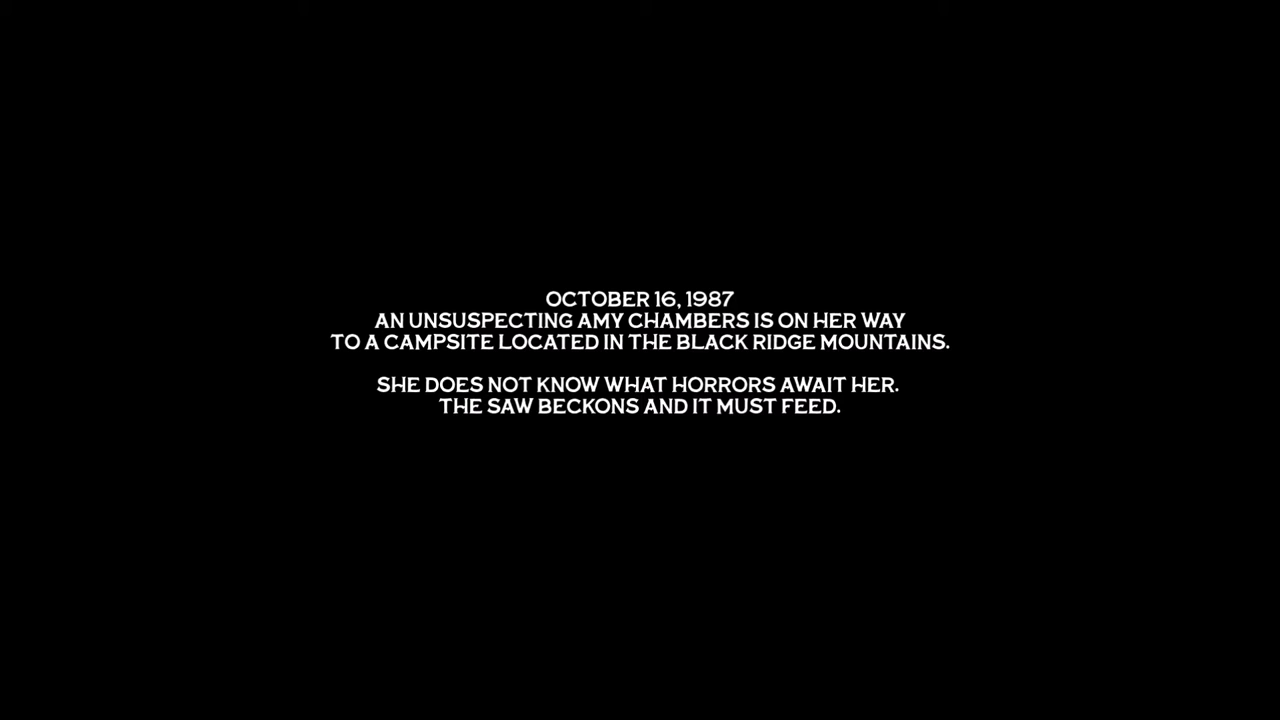 OCTOBER 16, 1987
AN UNSUSPECTING AMY CHAMBERS IS ON HER WAY
TO A CAMPSITE LOCATED IN THE BLACK RIDGE MOUNTAINS.
SHE DOES NOT KNOW WHAT HORRORS AWAIT HER.
THE SAW BECKONS AND IT MUST FEED.